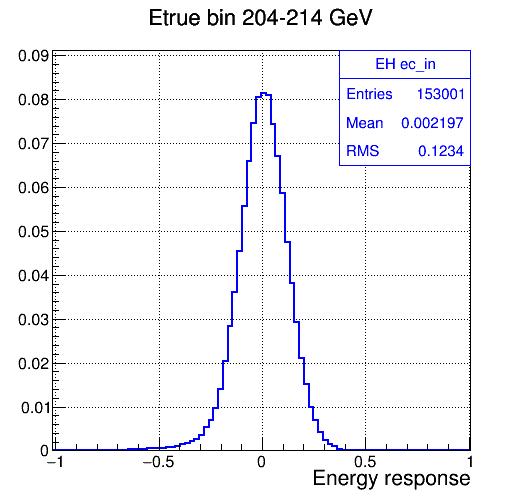 Etrue bin 204-214 GeV
EH ec_in
Entries 153001
Mean 0.002197
RMS 0.1234
0.09
0.08
0.07
0.06
0.05
0.04
0.03
0.02
0.01
0
−1 −0.5 0 0.5 1
Energy response